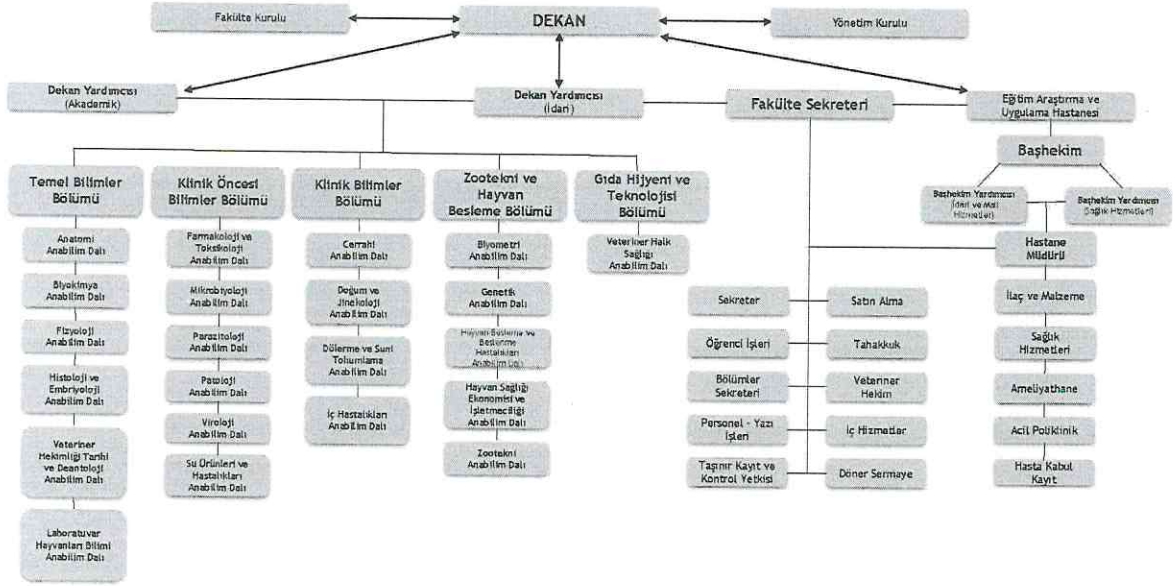 Fakülte Kurulu
DEKAN
Yönetim Kurulu
Dekan Yardımcısı
(Akademik)
Dekan Yardımcısı
(İdari)
Fakülte Sekreteri
Eğitim Araştırma ve
Uygulama Hastanesi
Başhekim
Başhekim Yardımcısı
(İdari ve Mali
Hizmetler)
Başhekim Yardımcısı
(Sağlık Hizmetleri)
Temel Bilimler
Bölümü
Anatomi
Anabilim Dalı
Biyokimya
Anabilim Dalı
Fizyoloji
Anabilim Dalı
Histoloji ve
Embriyoloji
Anabilim Dalı
Veteriner
Hekimliği Tarihi
ve Deontoloji
Anabilim Dalı
Laboratuvar
Hayvanları Bilimi
Anabilim Dalı
Klinik Öncesi
Bilimler Bölümü
Farmakoloji ve
Toksikoloji
Anabilim Dalı
Mikrobiyoloji
Anabilim Dalı
Parazitoloji
Anabilim Dalı
Patoloji
Anabilim Dalı
Viroloji
Anabilim Dalı
Su Ürünleri ve
Hastalıkları
Anabilim Dalı
Klinik Bilimler
Bölümü
Cerrahi
Anabilim Dalı
Doğum ve
Jinekoloji
Anabilim Dalı
Dölerme ve Suni
Tohumlama
Anabilim Dalı
İç Hastalıkları
Anabilim Dalı
Zootekni ve
Hayvan
Besleme Bölümü
Biyometri
Anabilim Dalı
Genetik
Anabilim Dalı
Hayvan Besleme ve
Beslenme
Hastalıkları
Anabilim Dalı
Hayvan Sağlığı
Ekonomisi ve
İşletmeciliği
Anabilim Dalı
Zootekni
Anabilim Dalı
Gıda Hijyeni ve
Teknolojisi
Bölümü
Veteriner Halk
Sağlığı
Anabilim Dalı
Sekreter
Satın Alma
Öğrenci İşleri
Tahakkuk
Bölümler
Sekreteri
Veteriner
Hekim
Personel - Yazı
İşleri
İç Hizmetler
Taşınır Kayıt ve
Kontrol Yetkisi
Döner Sermaye
Hastane
Müdürü
İlaç ve Malzeme
Sağlık
Hizmetleri
Ameliyathane
Acil Poliklinik
Hasta Kabul
Kayıt